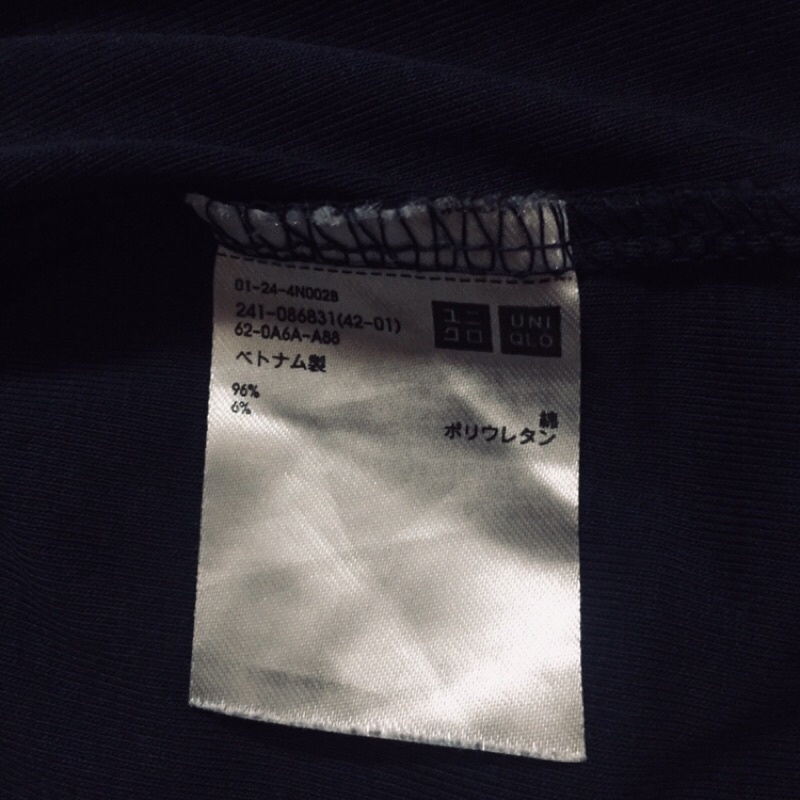 01-24-4N002B
241-086831(42-01)
62-0A6A-A88
ユニ
クロ
UNI
QLO
ベトナム製
96% 綿
6% ポリウレタン